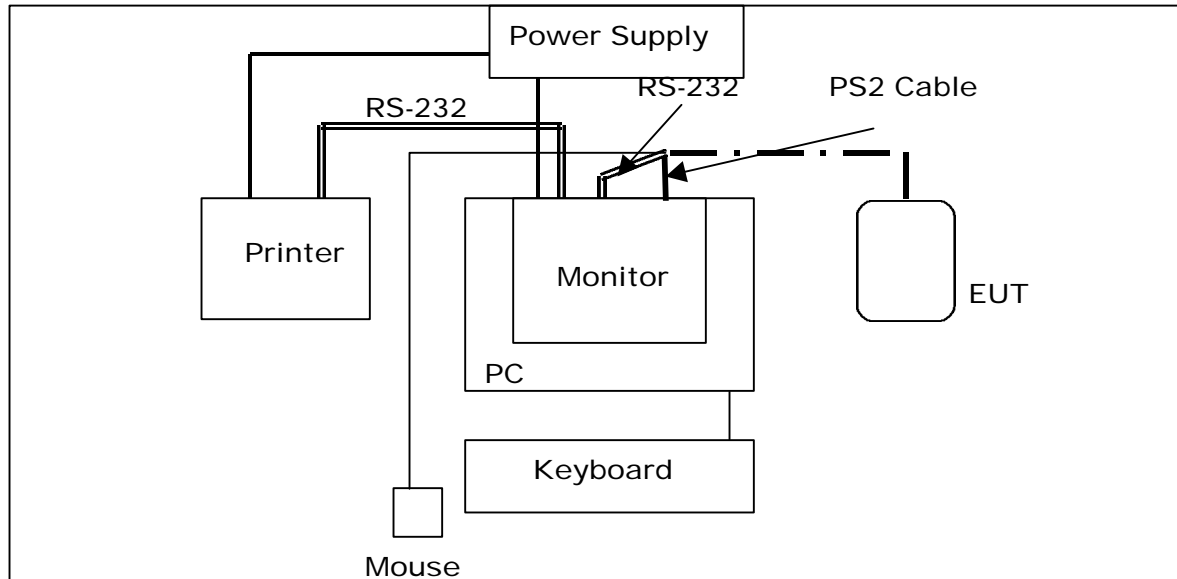 Power Supply
RS-232
PS2 Cable
RS-232
Printer
Monitor
EUT
PC
Keyboard
Mouse